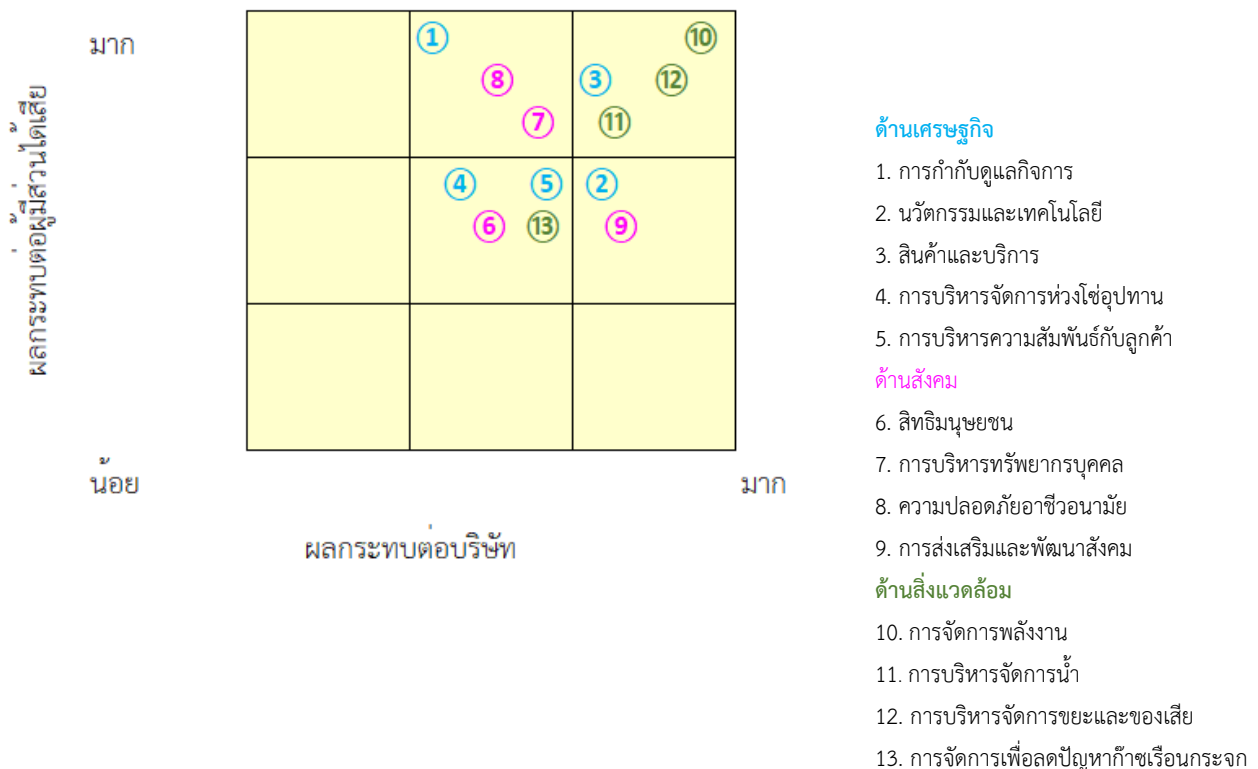 มาก
ผลกระทบต่อผู้มีส่วนได้เสีย
1
10
8
3
12
7
11
4
5
2
6
13
9
น้อย
มาก
ผลกระทบต่อบริษัท
ด้านเศรษฐกิจ
1. การกำกับดูแลกิจการ
2. นวัตกรรมและเทคโนโลยี
3. สินค้าและบริการ
4. การบริหารจัดการห่วงโซ่อุปทาน
5. การบริหารความสัมพันธ์กับลูกค้า
ด้านสังคม
6. สิทธิมนุษยชน
7. การบริหารทรัพยากรบุคคล
8. ความปลอดภัยอาชีวอนามัย
9. การส่งเสริมและพัฒนาสังคม
ด้านสิ่งแวดล้อม
10. การจัดการพลังงาน
11. การบริหารจัดการน้ำ
12. การบริหารจัดการขยะและของเสีย
13. การจัดการเพื่อลดปัญหาก๊าซเรือนกระจก